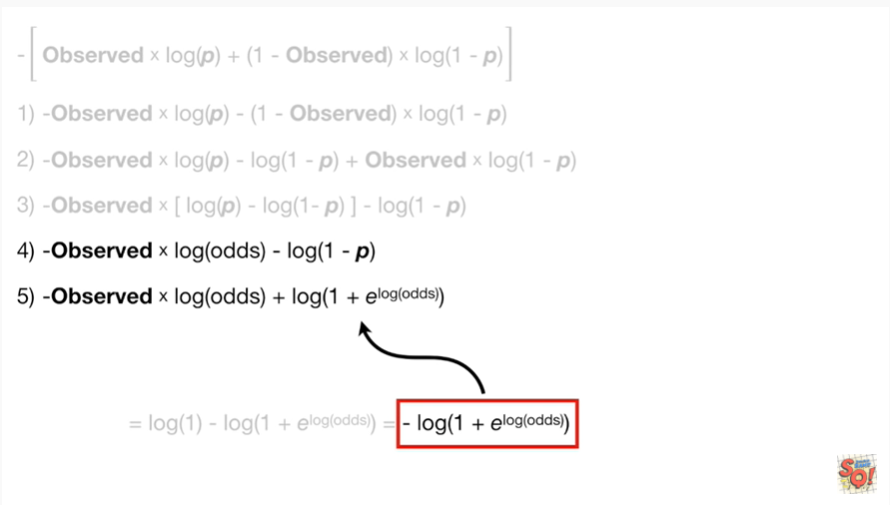 -[ Observed × log(p) + (1 - Observed) × log(1 - p) ]
1) -Observed × log(p) - (1 - Observed) × log(1 - p)
2) -Observed × log(p) - log(1 - p) + Observed × log(1 - p)
3) -Observed × [ log(p) - log(1- p) ] - log(1 - p)
4) -Observed × log(odds) - log(1 - p)
5) -Observed × log(odds) + log(1 + e^log(odds))
= log(1) - log(1 + e^log(odds)) = - log(1 + e^log(odds))
SQ!